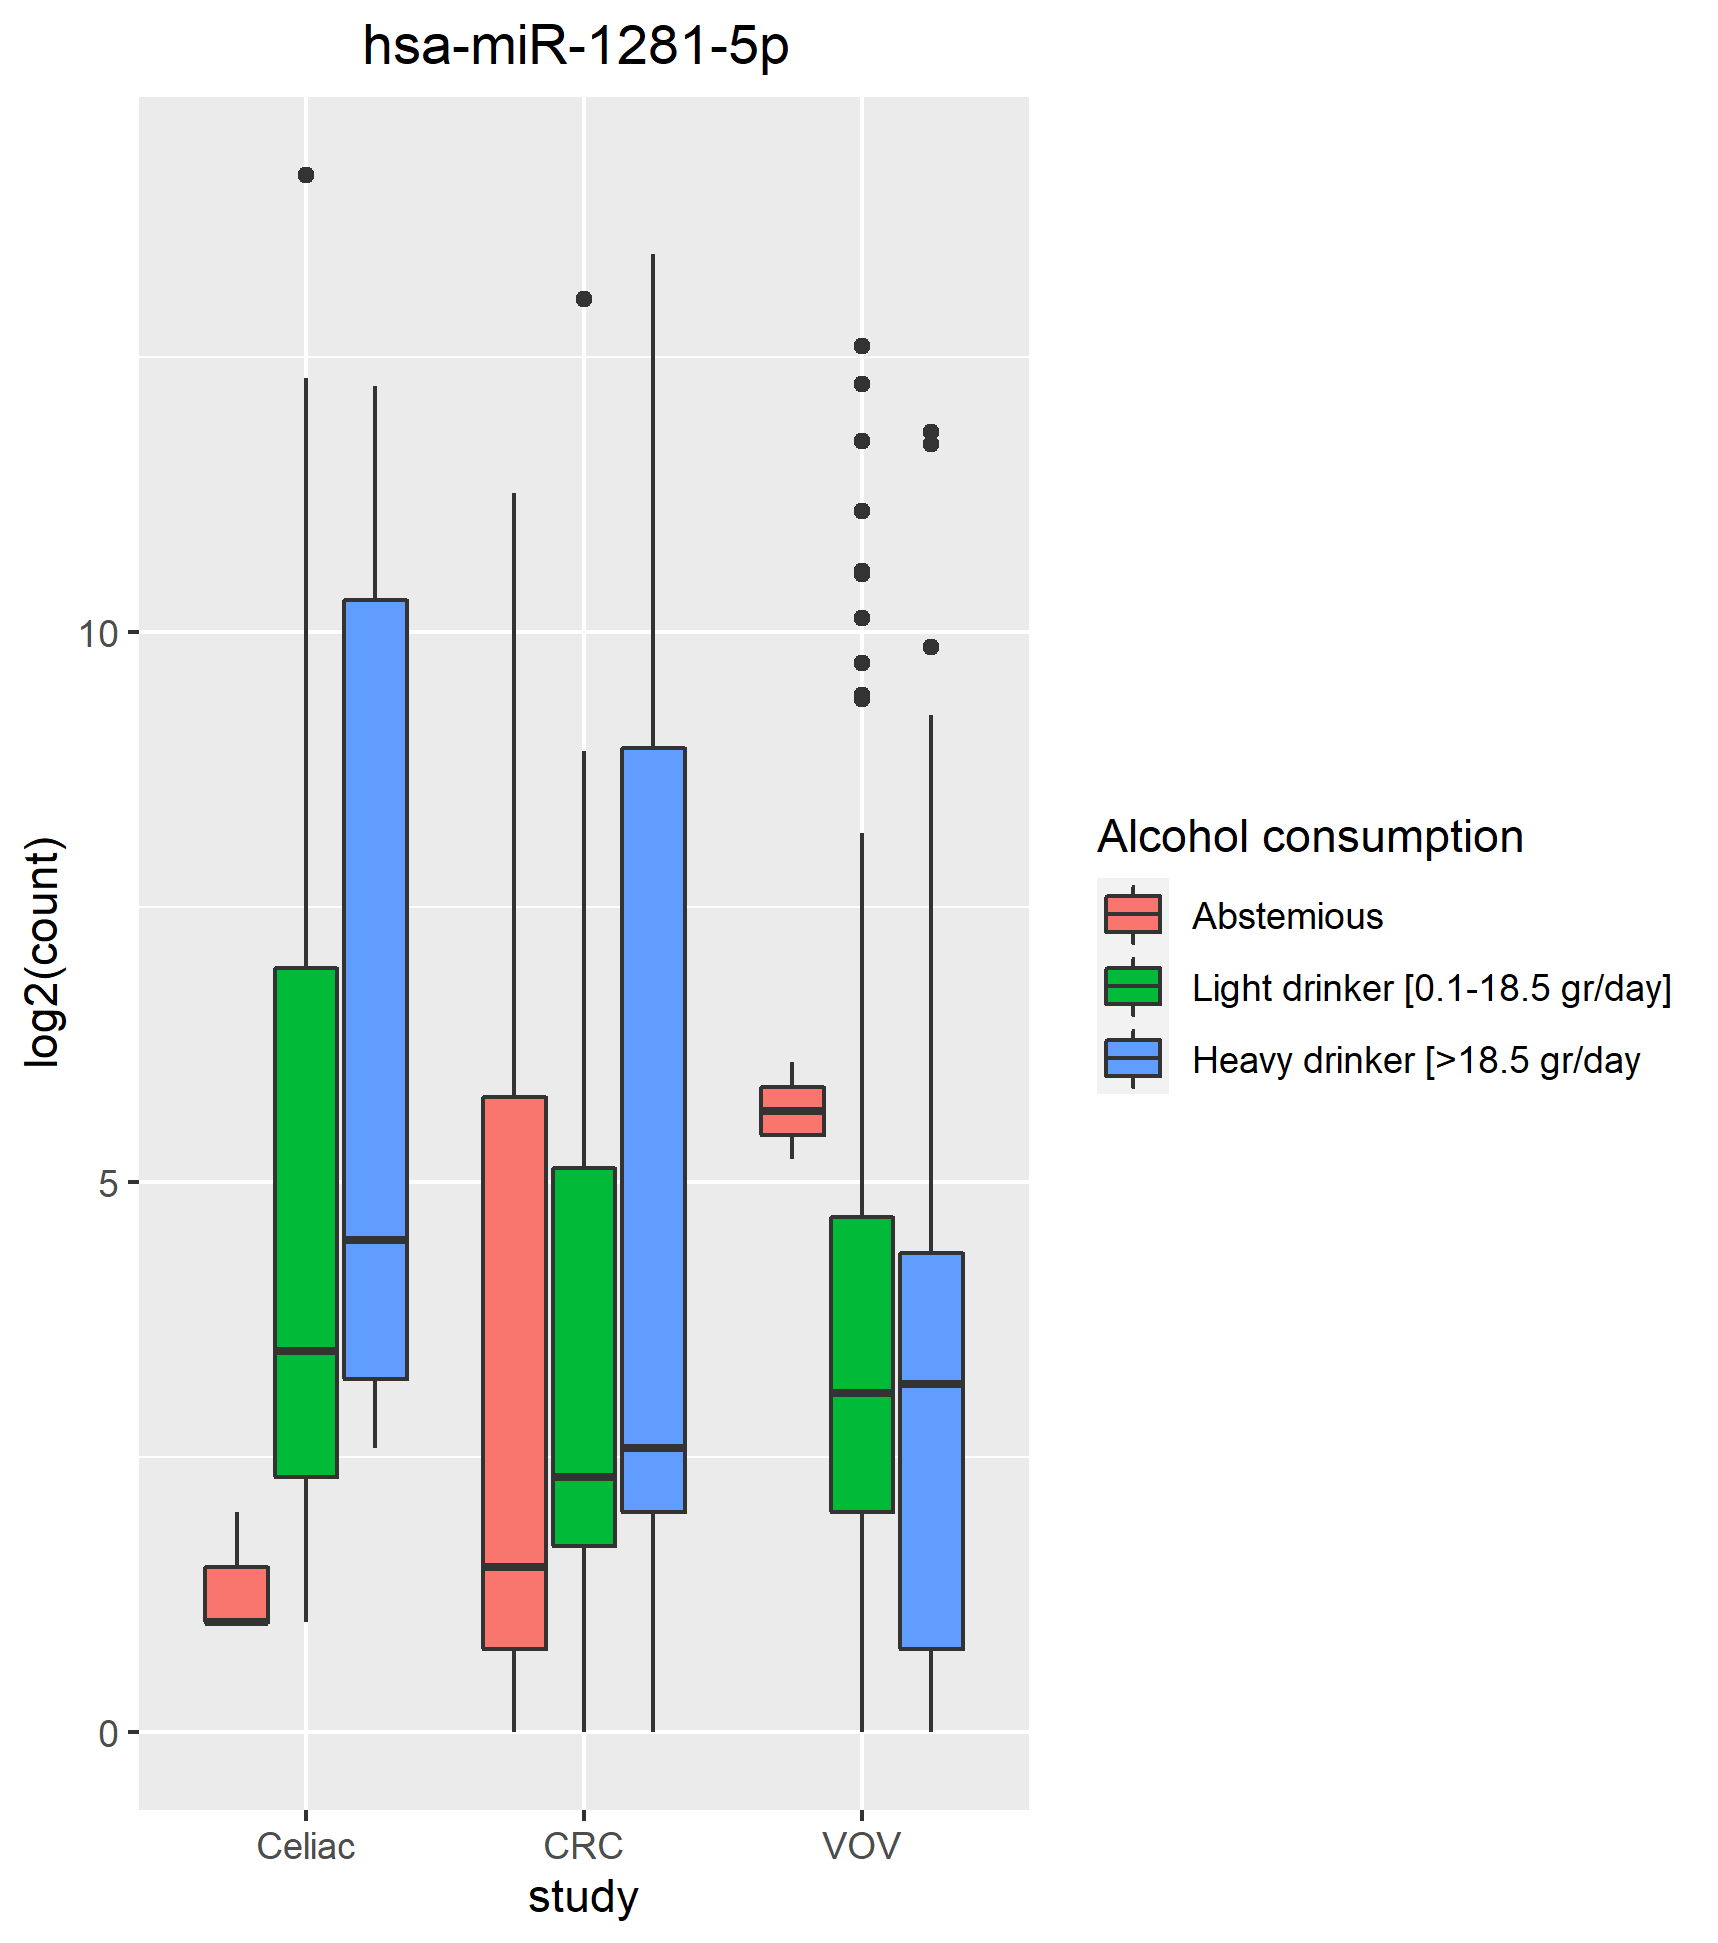 hsa-miR-1281-5p
log2(count)
10
5
0
Celiac
CRC
VOV
study
Alcohol consumption
Abstemious
Light drinker [0.1-18.5 gr/day]
Heavy drinker [>18.5 gr/day